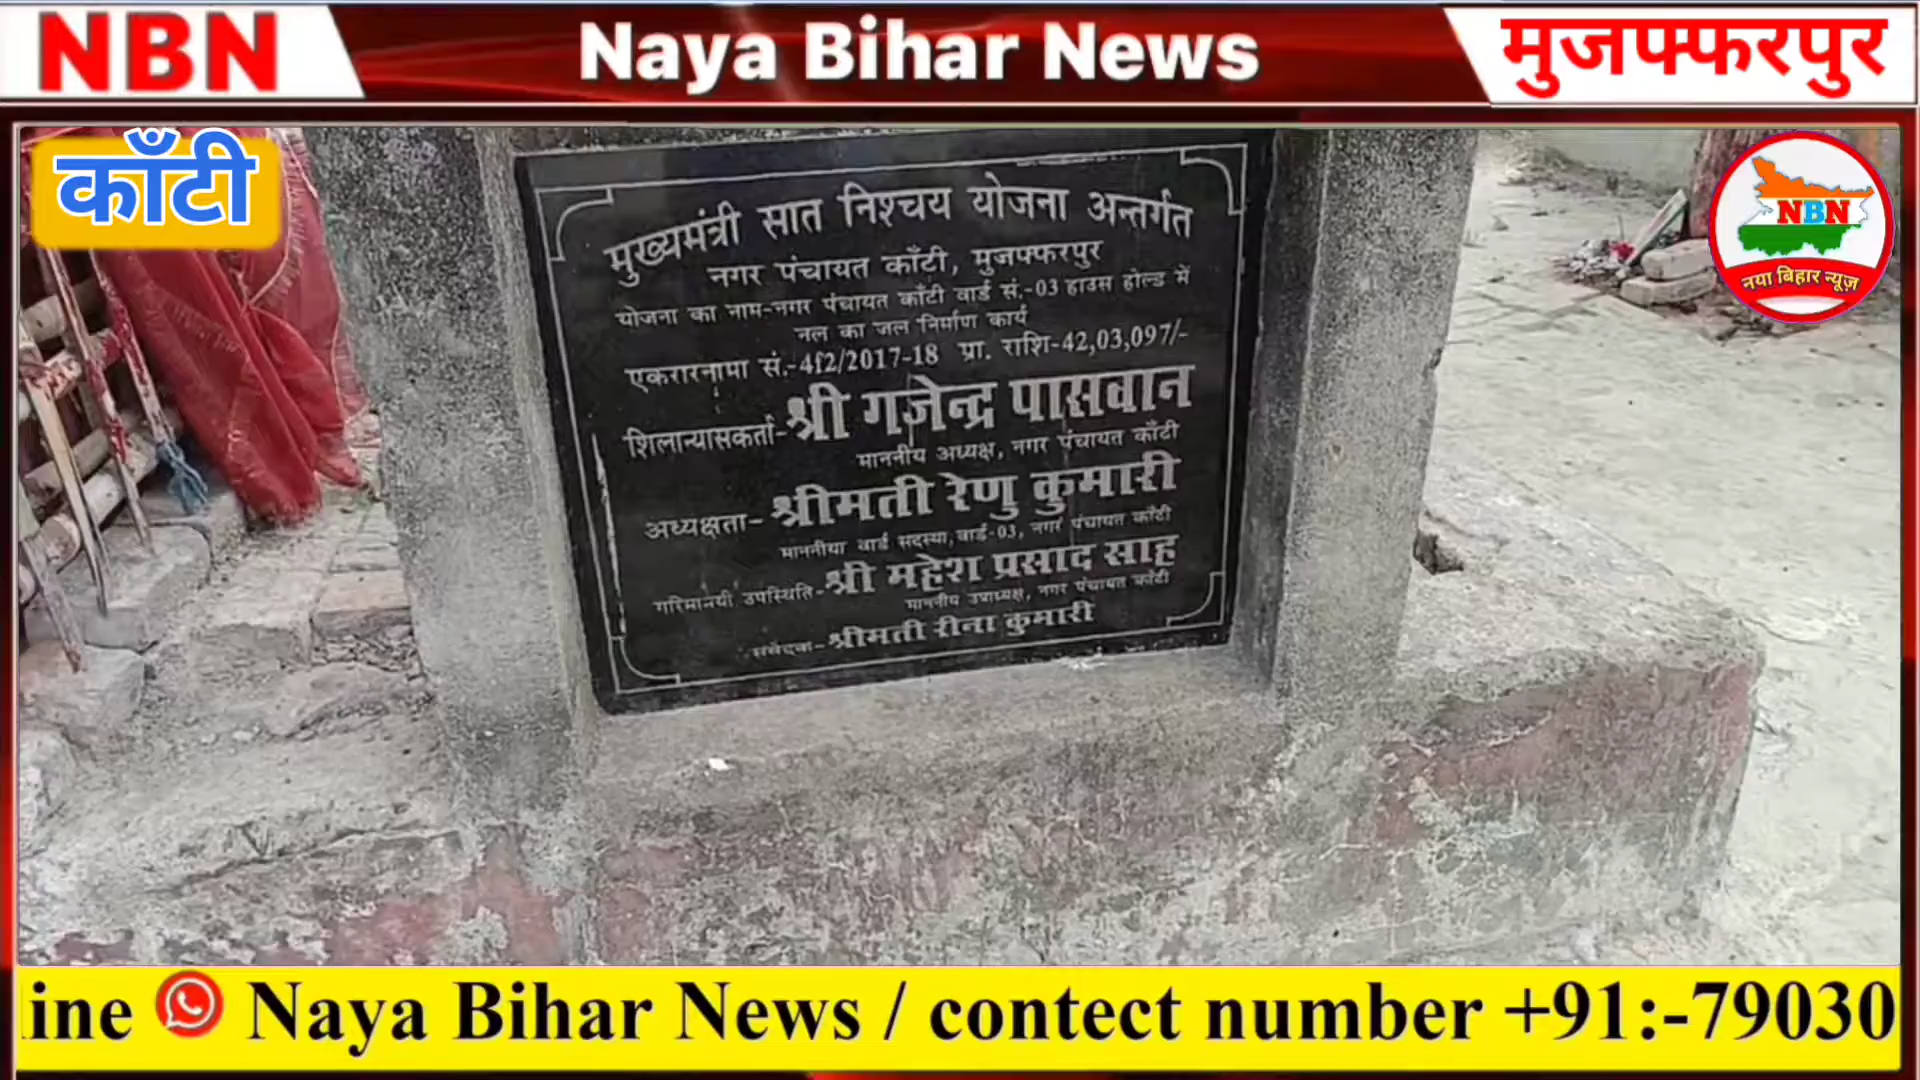 NBN
Naya Bihar News
मुजफ्फरपुर
काँटी
NBN
नया बिहार न्यूज़
मुख्यमंत्री सात निश्चय योजना अन्तर्गत
नगर पंचायत काँटी, मुजफ्फरपुर
योजना का नाम-नगर पंचायत काँटी वार्ड सं.-03 हाउस होल्ड में
नल का जल निर्माण कार्य
एकरारनामा सं.-412/2017-18 प्रा. राशि-42,03,097/-
शिलान्यासकर्ता-श्री गजेन्द्र पासवान
माननीय अध्यक्ष, नगर पंचायत काँटी
अध्यक्षता-श्रीमती रेणु कुमारी
माननीया वार्ड सदस्या, वार्ड-03, नगर पंचायत काँटी
गरिमामयी उपस्थिति-श्री महेश प्रसाद साह
माननीय उपाध्यक्ष, नगर पंचायत काँटी
श्रीमती रीना कुमारी
ine Naya Bihar News / contect number +91:-79030